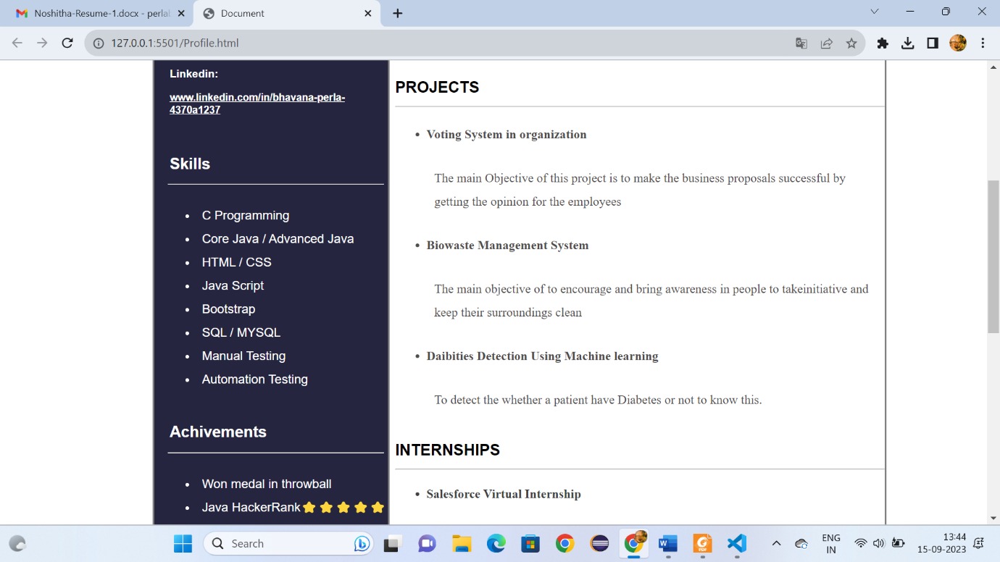 Noshitha-Resume-1.docx - perla
Document
127.0.0.1:5501/Profile.html
Linkedin:
www.linkedin.com/in/bhavana-perla-
4370a1237
Skills
C Programming
Core Java / Advanced Java
HTML / CSS
Java Script
Bootstrap
SQL / MYSQL
Manual Testing
Automation Testing
Achivements
Won medal in throwball
Java HackerRank
PROJECTS
Voting System in organization
The main Objective of this project is to make the business proposals successful by
getting the opinion for the employees
Biowaste Management System
The main objective of to encourage and bring awareness in people to takeinitiative and
keep their surroundings clean
Daibities Detection Using Machine learning
To detect the whether a patient have Diabetes or not to know this.
INTERNSHIPS
Salesforce Virtual Internship
Search
ENG
IN
13:44
15-09-2023